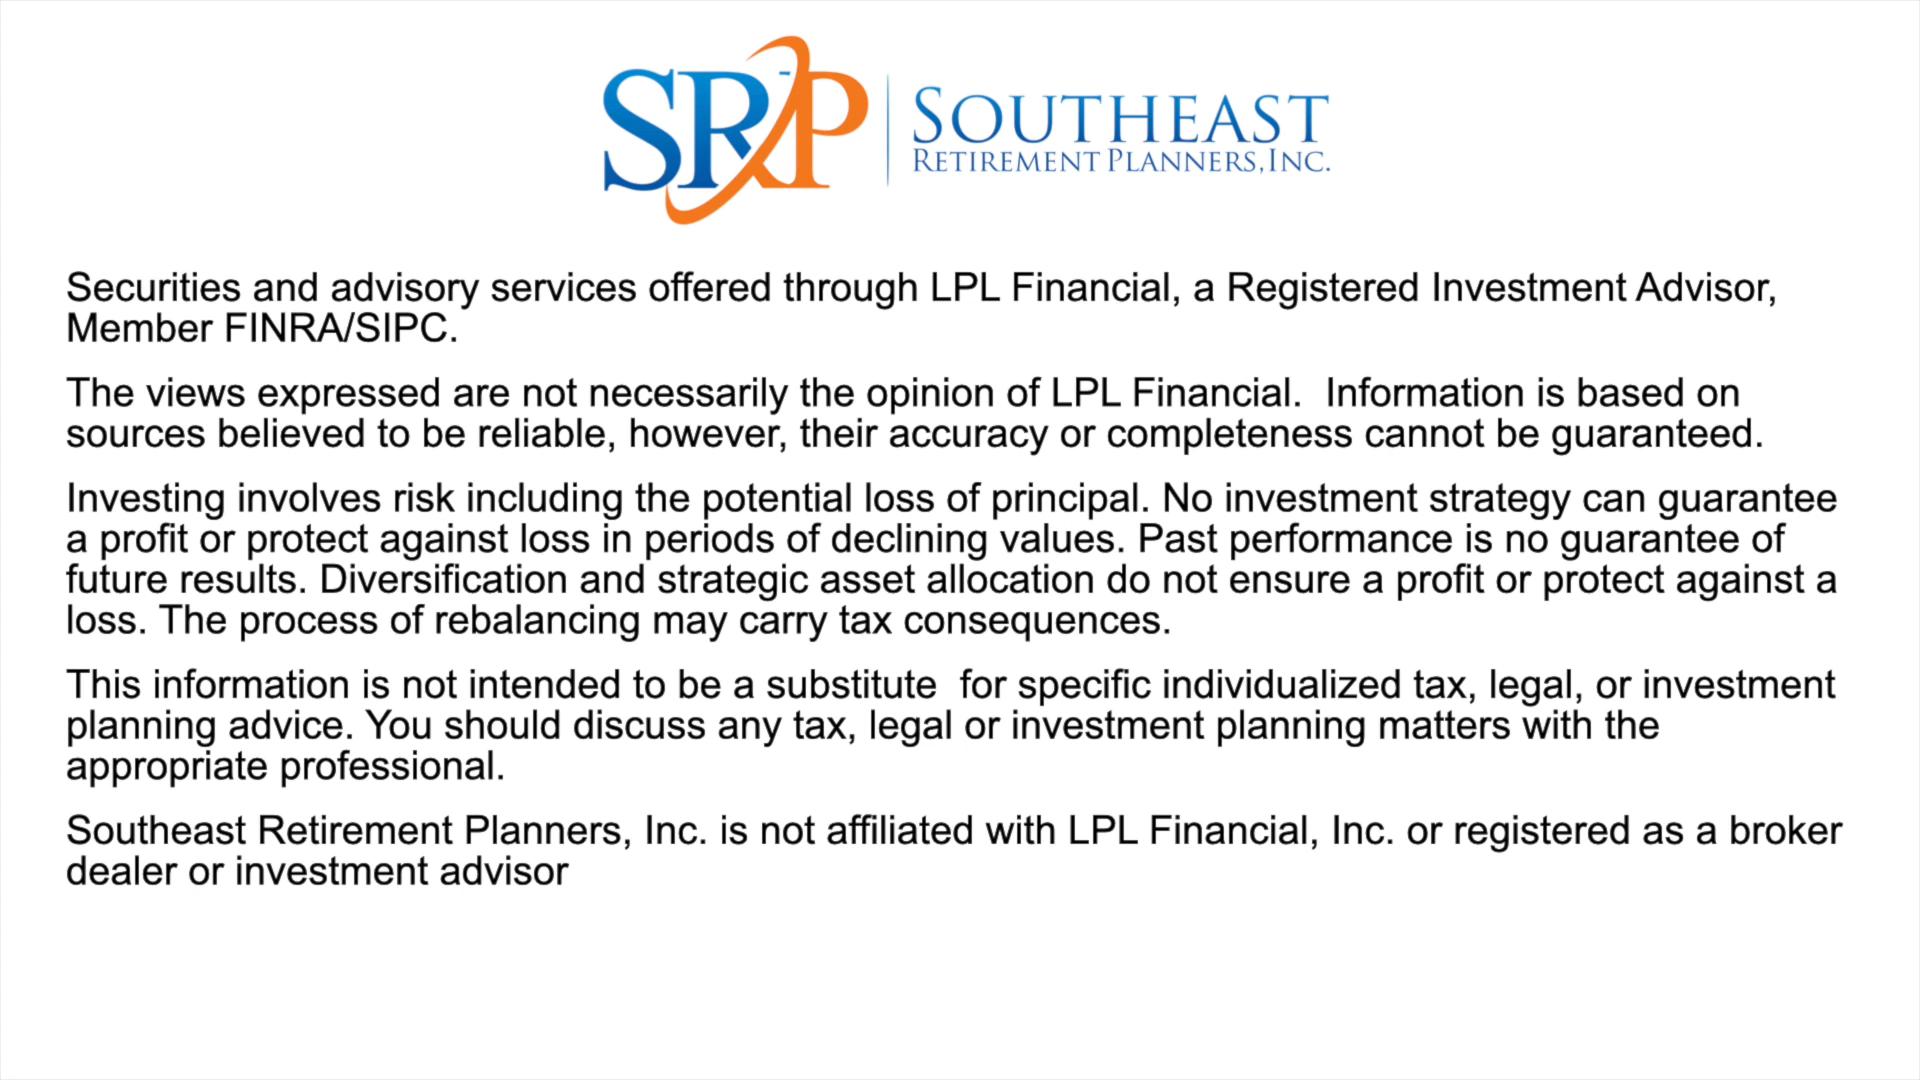 SRP
SOUTHEAST
RETIREMENT PLANNERS, INC.
Securities and advisory services offered through LPL Financial, a Registered Investment Advisor,
Member FINRA/SIPC.
The views expressed are not necessarily the opinion of LPL Financial.  Information is based on
sources believed to be reliable, however, their accuracy or completeness cannot be guaranteed.
Investing involves risk including the potential loss of principal. No investment strategy can guarantee
a profit or protect against loss in periods of declining values. Past performance is no guarantee of
future results. Diversification and strategic asset allocation do not ensure a profit or protect against a
loss. The process of rebalancing may carry tax consequences.
This information is not intended to be a substitute  for specific individualized tax, legal, or investment
planning advice. You should discuss any tax, legal or investment planning matters with the
appropriate professional.
Southeast Retirement Planners, Inc. is not affiliated with LPL Financial, Inc. or registered as a broker
dealer or investment advisor